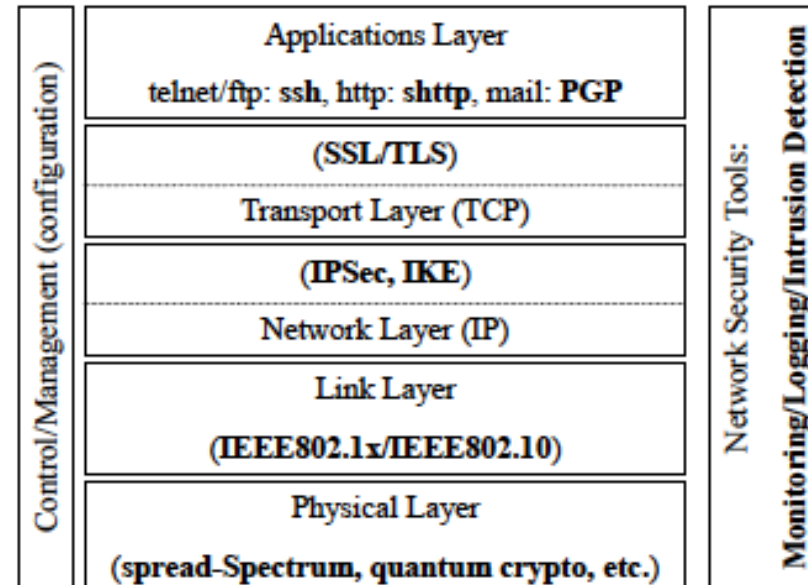 Control/Management (configuration)
Applications Layer
telnet/ftp: ssh, http: shttp, mail: PGP
(SSL/TLS)
Transport Layer (TCP)
(IPSec, IKE)
Network Layer (IP)
Link Layer
(IEEE802.1x/IEEE802.10)
Physical Layer
(spread-Spectrum, quantum crypto, etc.)
Network Security Tools:
Monitoring/Logging/Intrusion Detection